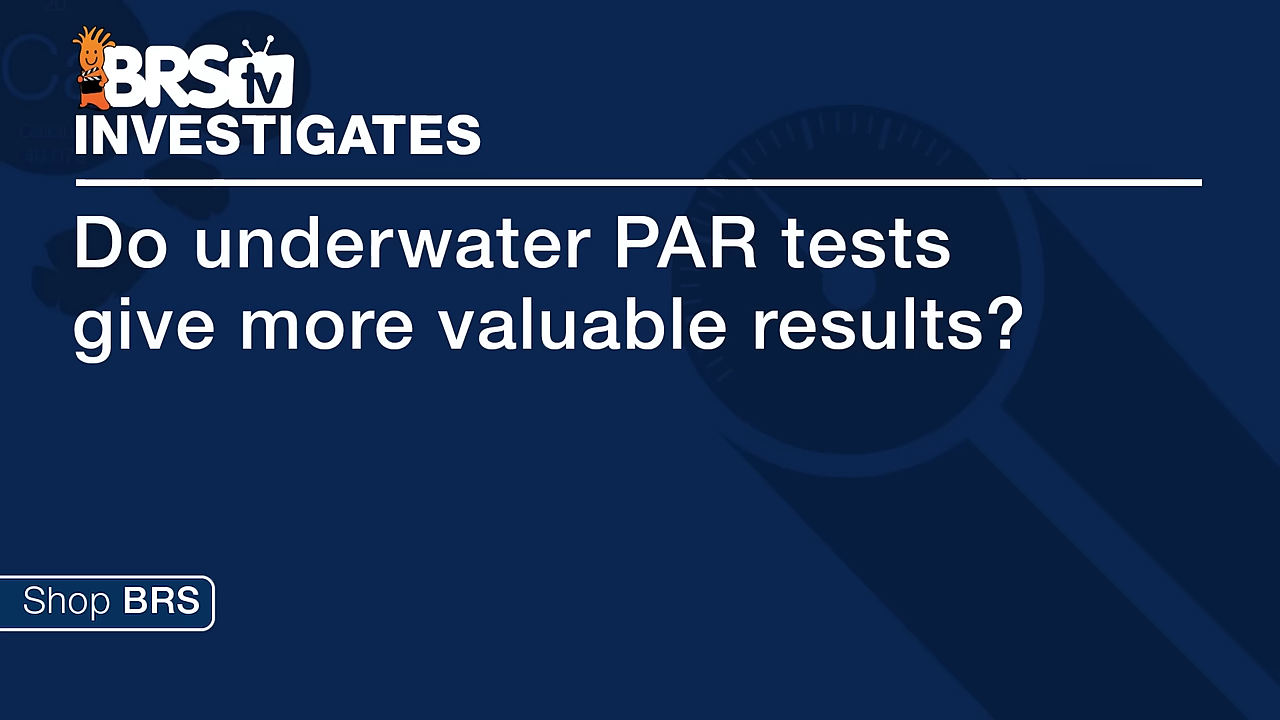 BRStv
INVESTIGATES
Do underwater PAR tests
give more valuable results?
Shop BRS